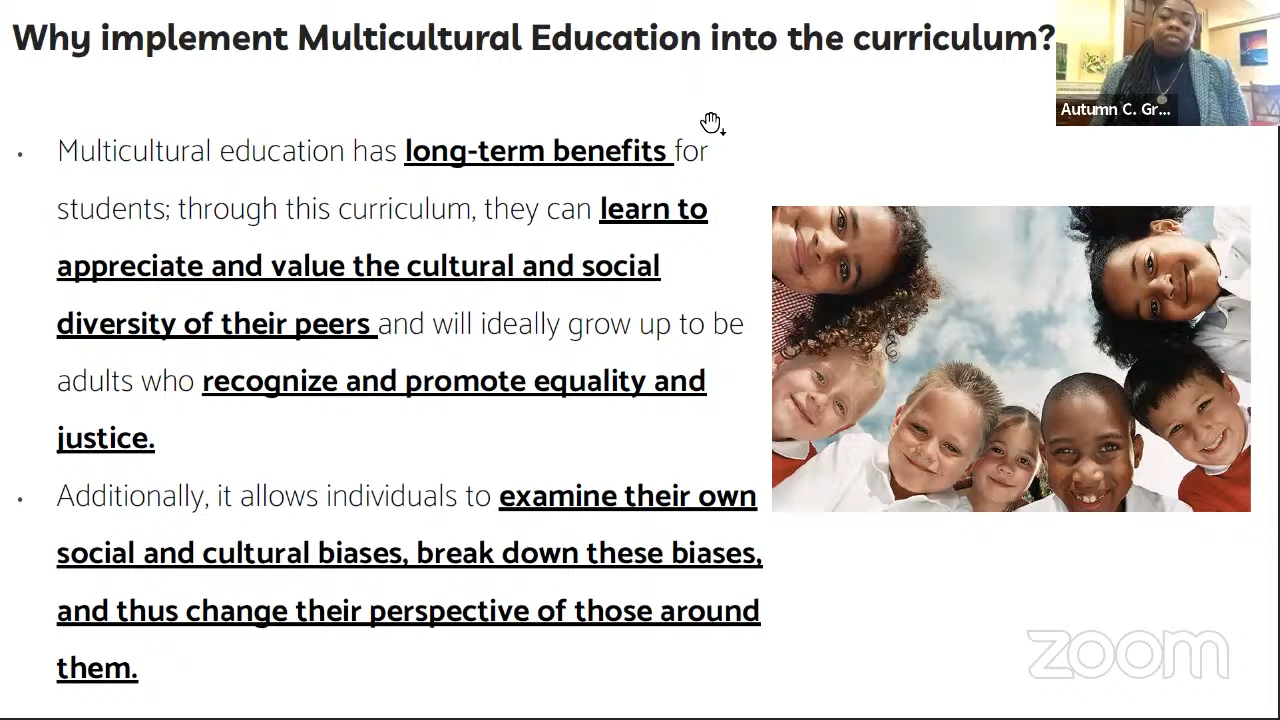 Why implement Multicultural Education into the curriculum?
Autumn C. Gr...
• Multicultural education has long-term benefits for
students; through this curriculum, they can learn to
appreciate and value the cultural and social
diversity of their peers and will ideally grow up to be
adults who recognize and promote equality and
justice.
• Additionally, it allows individuals to examine their own
social and cultural biases, break down these biases,
and thus change their perspective of those around
them.
zoom